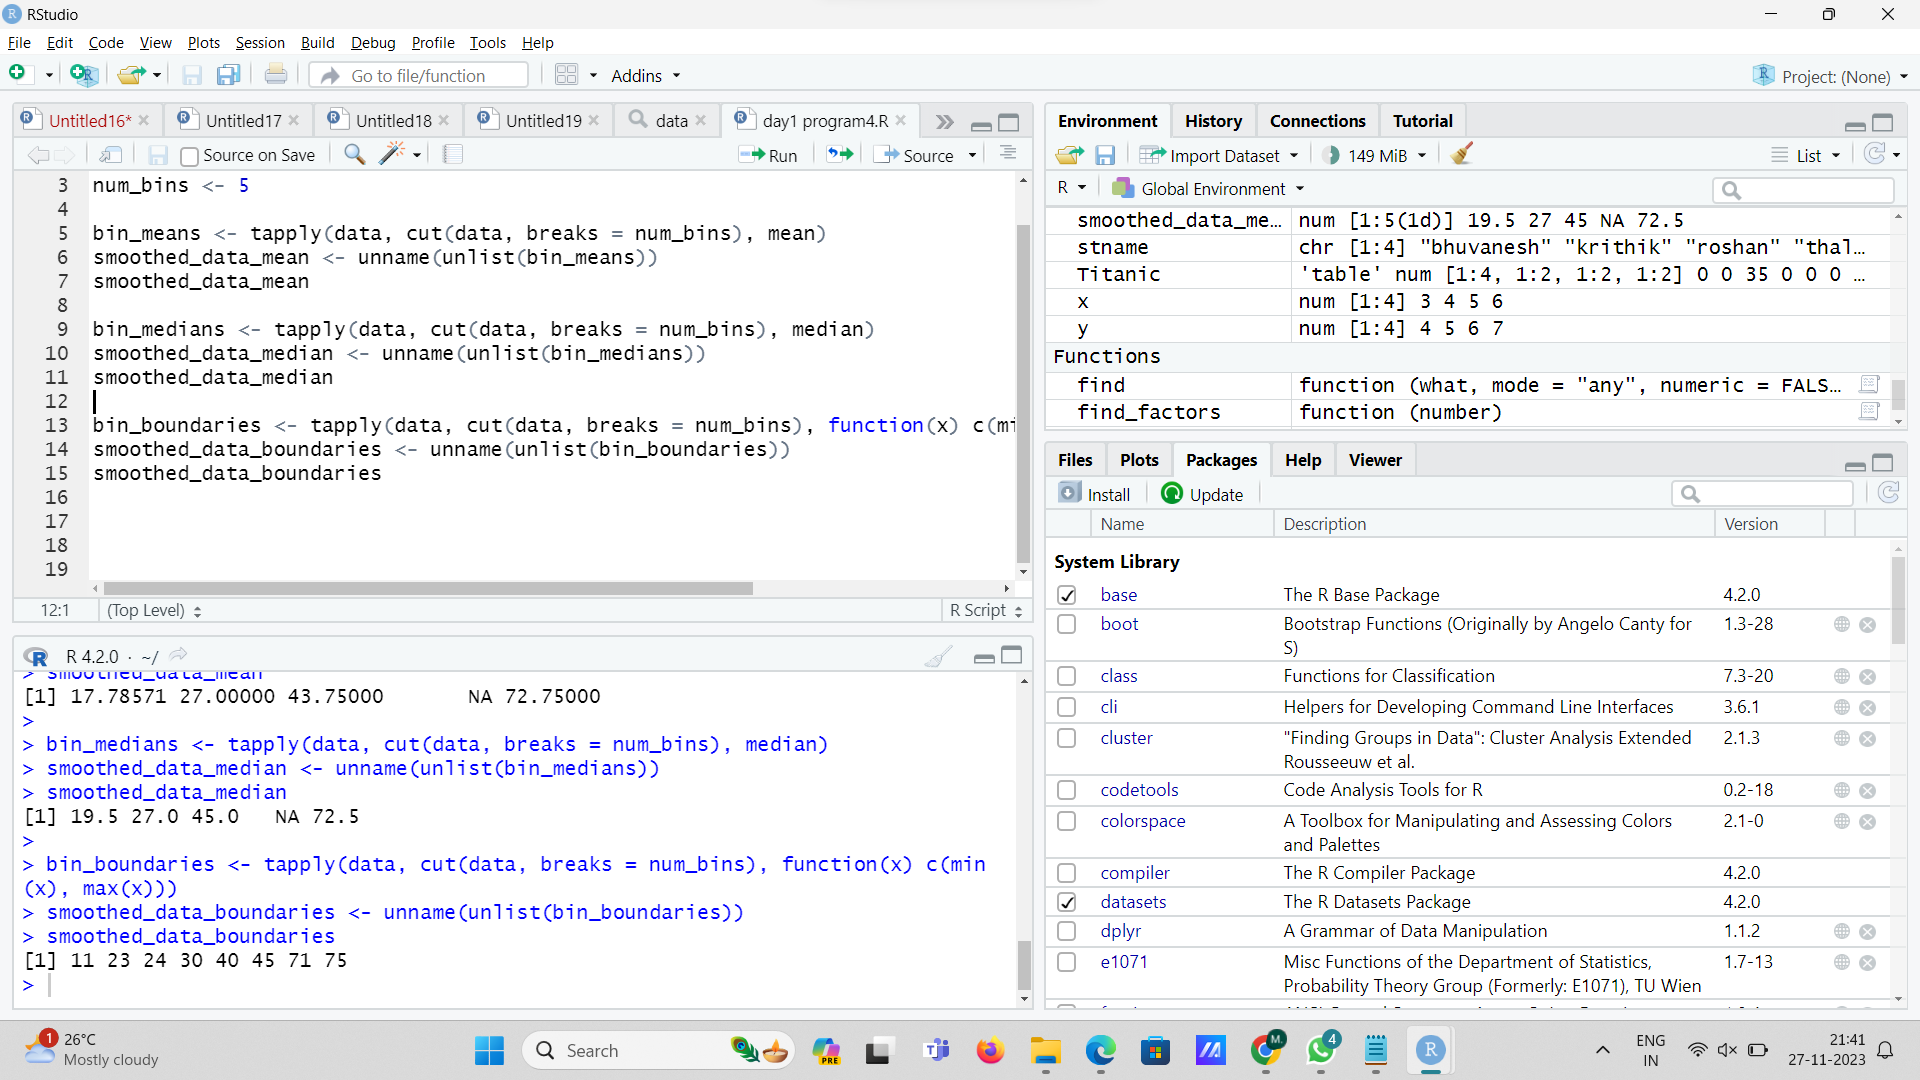 RStudio
File Edit Code View Plots Session Build Debug Profile Tools Help
Go to file/function
Addins
Project: (None)
Untitled16*
Untitled17
Untitled18
Untitled19
data
day1 program4.R
Source on Save
Run
Source
3 num_bins <- 5
4
5 bin_means <- tapply(data, cut(data, breaks = num_bins), mean)
6 smoothed_data_mean <- unname(unlist(bin_means))
7 smoothed_data_mean
8
9 bin_medians <- tapply(data, cut(data, breaks = num_bins), median)
10 smoothed_data_median <- unname(unlist(bin_medians))
11 smoothed_data_median
12
13 bin_boundaries <- tapply(data, cut(data, breaks = num_bins), function(x) c(mi
14 smoothed_data_boundaries <- unname(unlist(bin_boundaries))
15 smoothed_data_boundaries
16
17
18
19
12:1 (Top Level) R Script
R 4.2.0 · ~/
> smoothed_data_mean
[1] 17.78571 27.00000 43.75000       NA 72.75000
>
> bin_medians <- tapply(data, cut(data, breaks = num_bins), median)
> smoothed_data_median <- unname(unlist(bin_medians))
> smoothed_data_median
[1] 19.5 27.0 45.0   NA 72.5
>
> bin_boundaries <- tapply(data, cut(data, breaks = num_bins), function(x) c(min
(x), max(x)))
> smoothed_data_boundaries <- unname(unlist(bin_boundaries))
> smoothed_data_boundaries
[1] 11 23 24 30 40 45 71 75
>
Environment History Connections Tutorial
Import Dataset 149 MiB List
R Global Environment
smoothed_data_me... num [1:5(1d)] 19.5 27 45 NA 72.5
stname chr [1:4] "bhuvanesh" "krithik" "roshan" "thal...
Titanic 'table' num [1:4, 1:2, 1:2, 1:2] 0 0 35 0 0 0 ...
x num [1:4] 3 4 5 6
y num [1:4] 4 5 6 7
Functions
find function (what, mode = "any", numeric = FALS...
find_factors function (number)
Files Plots Packages Help Viewer
Install Update
Name Description Version
System Library
base The R Base Package 4.2.0
boot Bootstrap Functions (Originally by Angelo Canty for 1.3-28
S)
class Functions for Classification 7.3-20
cli Helpers for Developing Command Line Interfaces 3.6.1
cluster "Finding Groups in Data": Cluster Analysis Extended 2.1.3
Rousseeuw et al.
codetools Code Analysis Tools for R 0.2-18
colorspace A Toolbox for Manipulating and Assessing Colors 2.1-0
and Palettes
compiler The R Compiler Package 4.2.0
datasets The R Datasets Package 4.2.0
dplyr A Grammar of Data Manipulation 1.1.2
e1071 Misc Functions of the Department of Statistics, 1.7-13
Probability Theory Group (Formerly: E1071), TU Wien
1
26°C
Mostly cloudy
Search
PRE
M.
4
ENG
IN
21:41
27-11-2023